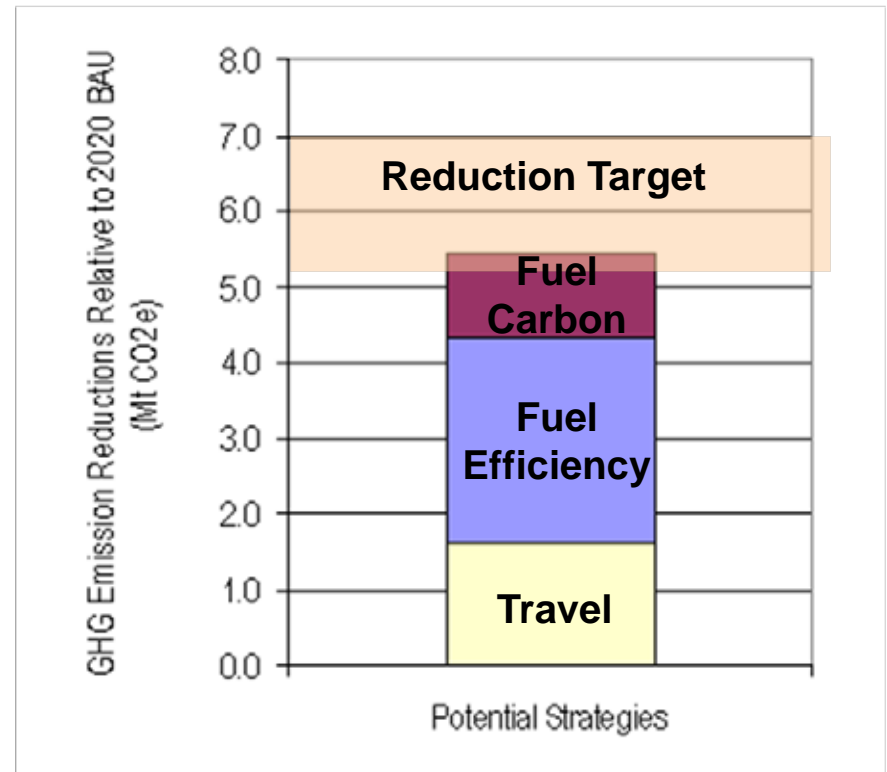 GHG Emission Reductions Relative to 2020 BAU
(Mt CO2e)
8.0
7.0
6.0
5.0
4.0
3.0
2.0
1.0
0.0
Reduction Target
Fuel
Carbon
Fuel
Efficiency
Travel
Potential Strategies